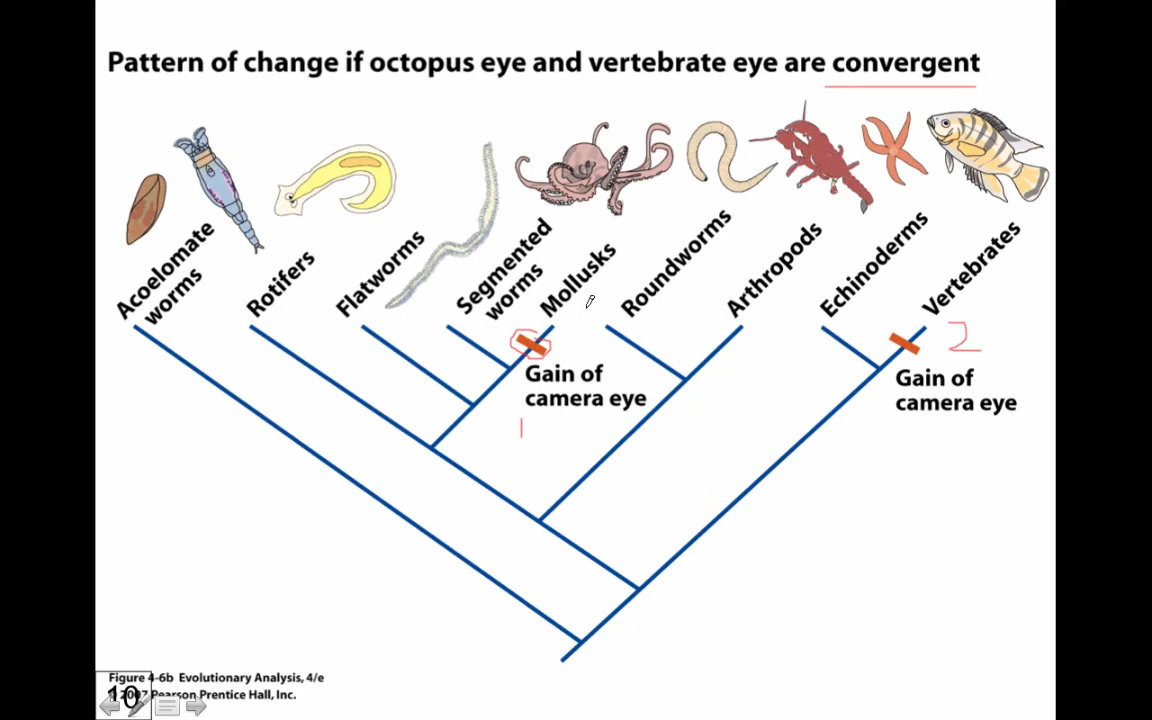 Pattern of change if octopus eye and vertebrate eye are convergent
Acoelomate
worms
Rotifers
Flatworms
Segmented
worms
Mollusks
Roundworms
Arthropods
Echinoderms
Vertebrates
Gain of
camera eye
1
Gain of
camera eye
2
Figure 4-6b Evolutionary Analysis, 4/e
© 2007 Pearson Prentice Hall, Inc.
10